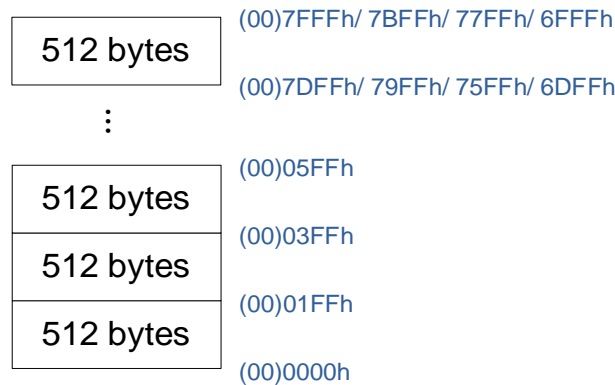 (00)7FFFh/ 7BFFh/ 77FFh/ 6FFFh
512 bytes
(00)7DFFh/ 79FFh/ 75FFh/ 6DFFh
...
(00)05FFh
512 bytes
(00)03FFh
512 bytes
(00)01FFh
512 bytes
(00)0000h